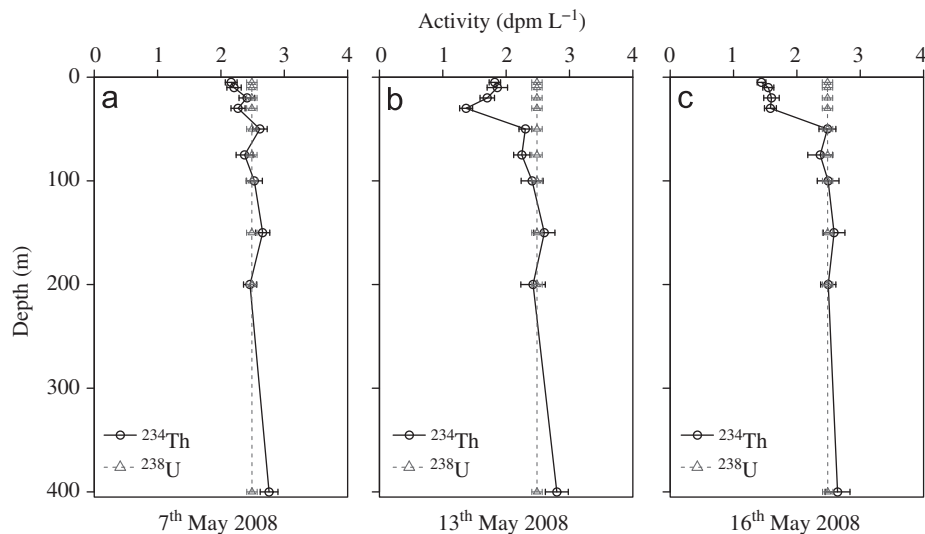 Activity (dpm L⁻¹)
0 1 2 3 4 0 1 2 3 4 0 1 2 3 4
0
100
200
300
400
Depth (m)
a
²³⁴Th
²³⁸U
7th May 2008
b
²³⁴Th
²³⁸U
13th May 2008
c
²³⁴Th
²³⁸U
16th May 2008